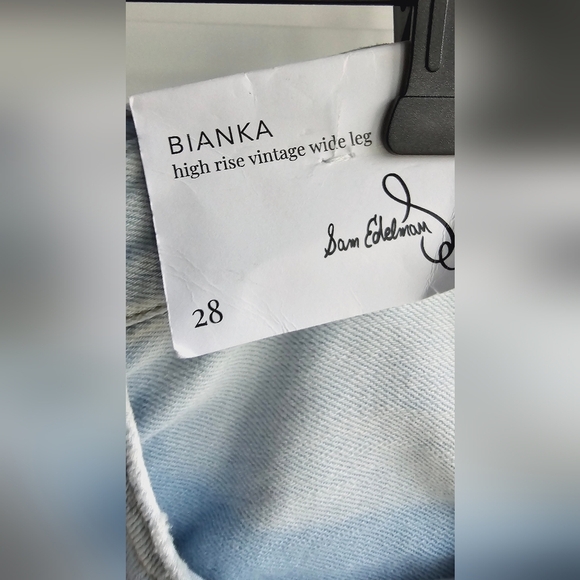 BIANKA
high rise vintage wide leg
Sam Edelman
28